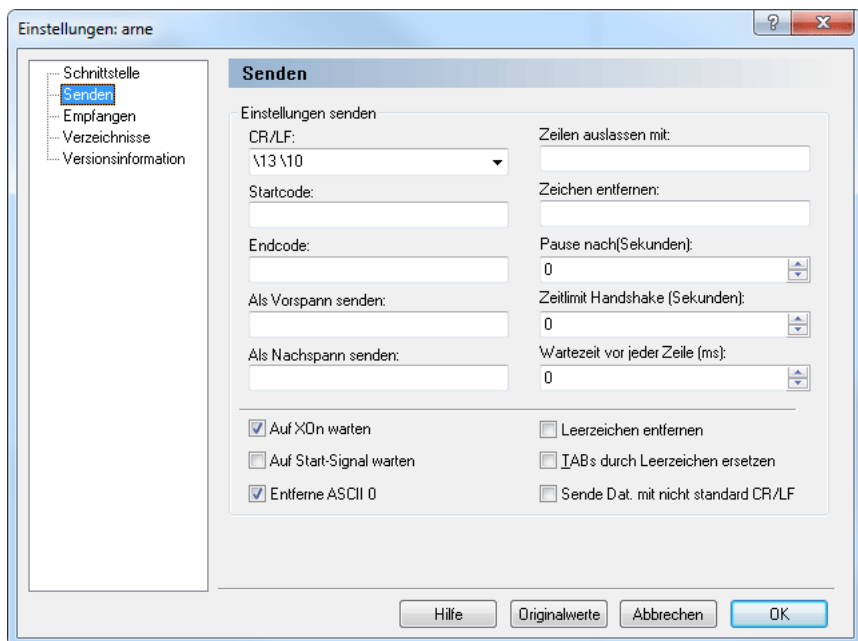 Einstellungen: arne
Schnittstelle
Senden
Empfangen
Verzeichnisse
Versionsinformation
Senden
Einstellungen senden
CR/LF:
\13 \10
Startcode:
Endcode:
Als Vorspann senden:
Als Nachspann senden:
Zeilen auslassen mit:
Zeichen entfernen:
Pause nach(Sekunden):
0
Zeitlimit Handshake (Sekunden):
0
Wartezeit vor jeder Zeile (ms):
0
Auf XOn warten
Auf Start-Signal warten
Entferne ASCII 0
Leerzeichen entfernen
TABs durch Leerzeichen ersetzen
Sende Dat. mit nicht standard CR/LF
Hilfe
Originalwerte
Abbrechen
OK